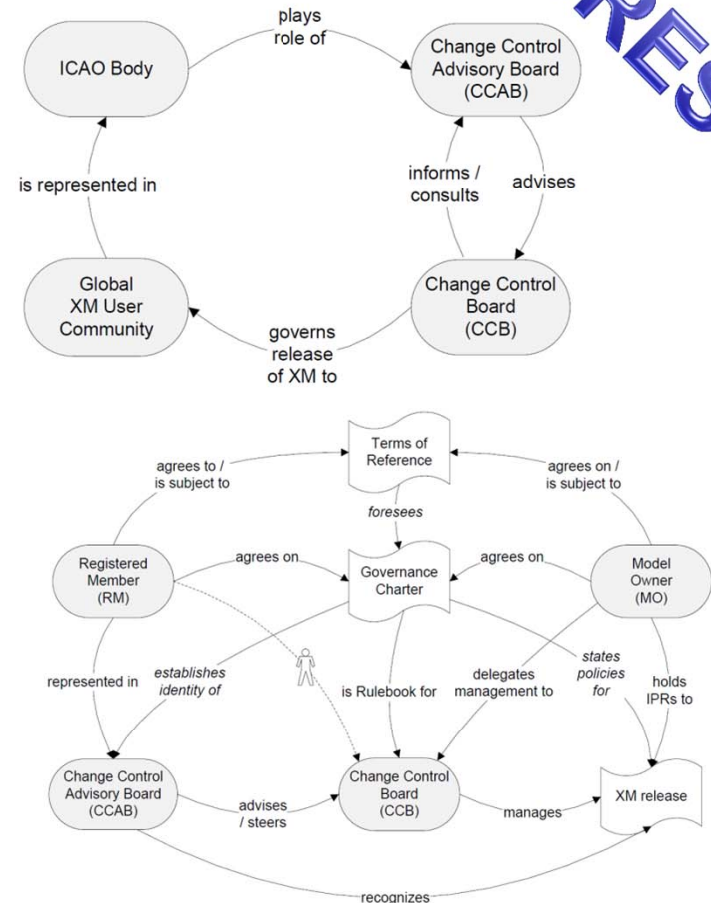 plays
role of
ICAO Body
Change Control
Advisory Board
(CCAB)
is represented in
informs /
consults
advises
Global
XM User
Community
Change Control
Board
(CCB)
governs
release
of XM to
Terms of
Reference
agrees to /
is subject to
agrees on /
is subject to
foresees
Registered
Member
(RM)
agrees on
Governance
Charter
agrees on
Model
Owner
(MO)
represented in
establishes
identity of
is Rulebook for
delegates
management to
states
policies
for
holds
IPRs to
Change Control
Advisory Board
(CCAB)
advises
/ steers
Change Control
Board
(CCB)
manages
XM release
recognizes